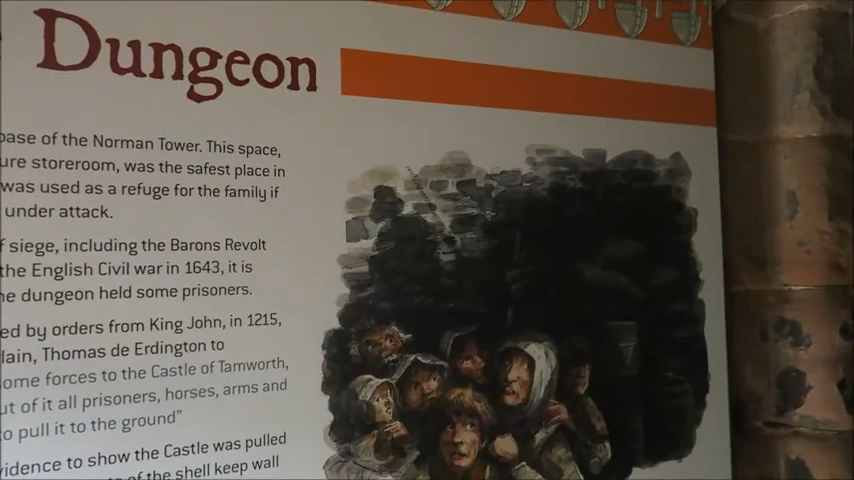 Dungeon
base of the Norman Tower. This space,
ure storeroom, was the safest place in
was used as a refuge for the family if
under attack.
f siege, including the Barons Revolt
the English Civil war in 1643, it is
he dungeon held some prisoners.
ed by orders from King John, in 1215,
lain, Thomas de Erdington to
some forces to the Castle of Tamworth,
ut of it all prisoners, horses, arms and
to pull it to the ground”
vidence to show the Castle was pulled
of the shell keep wall